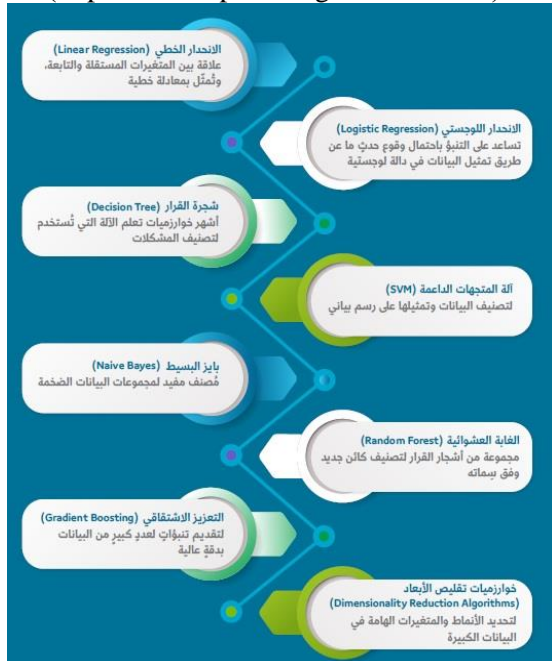 الانحدار الخطي (Linear Regression)
علاقة بين المتغيرات المستقلة والتابعة،
وتُمثّل بمعادلة خطية
الانحدار اللوجستي (Logistic Regression)
تساعد على التنبؤ باحتمال وقوع حدثٍ ما عن
طريق تمثيل البيانات في دالة لوجستية
شجرة القرار (Decision Tree)
أشهر خوارزميات تعلم الآلة التي تُستخدم
لتصنيف المشكلات
آلة المتجهات الداعمة (SVM)
لتصنيف البيانات وتمثيلها على رسم بياني
بايز البسيط (Naive Bayes)
مُصنف مفيد لمجموعات البيانات الضخمة
الغابة العشوائية (Random Forest)
مجموعة من أشجار القرار لتصنيف كائن جديد
وفق سِماته
التعزيز الاشتقاقي (Gradient Boosting)
لتقديم تنبؤاتٍ لعددٍ كبيرٍ من البيانات
بدقةٍ عالية
خوارزميات تقليص الأبعاد
(Dimensionality Reduction Algorithms)
لتحديد الأنماط والمتغيرات الهامة في
البيانات الكبيرة